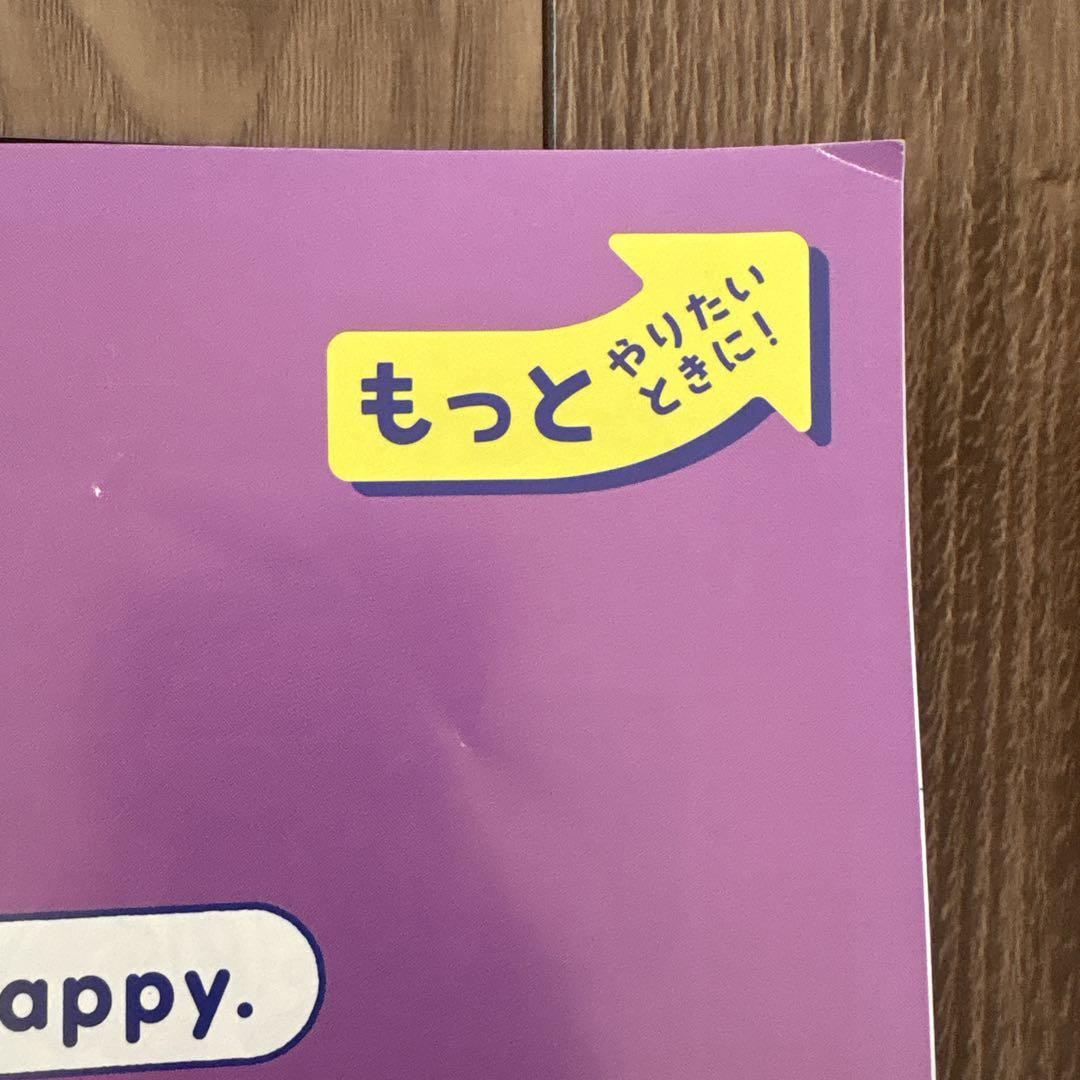 もっと
やりたい
ときに!
appy.